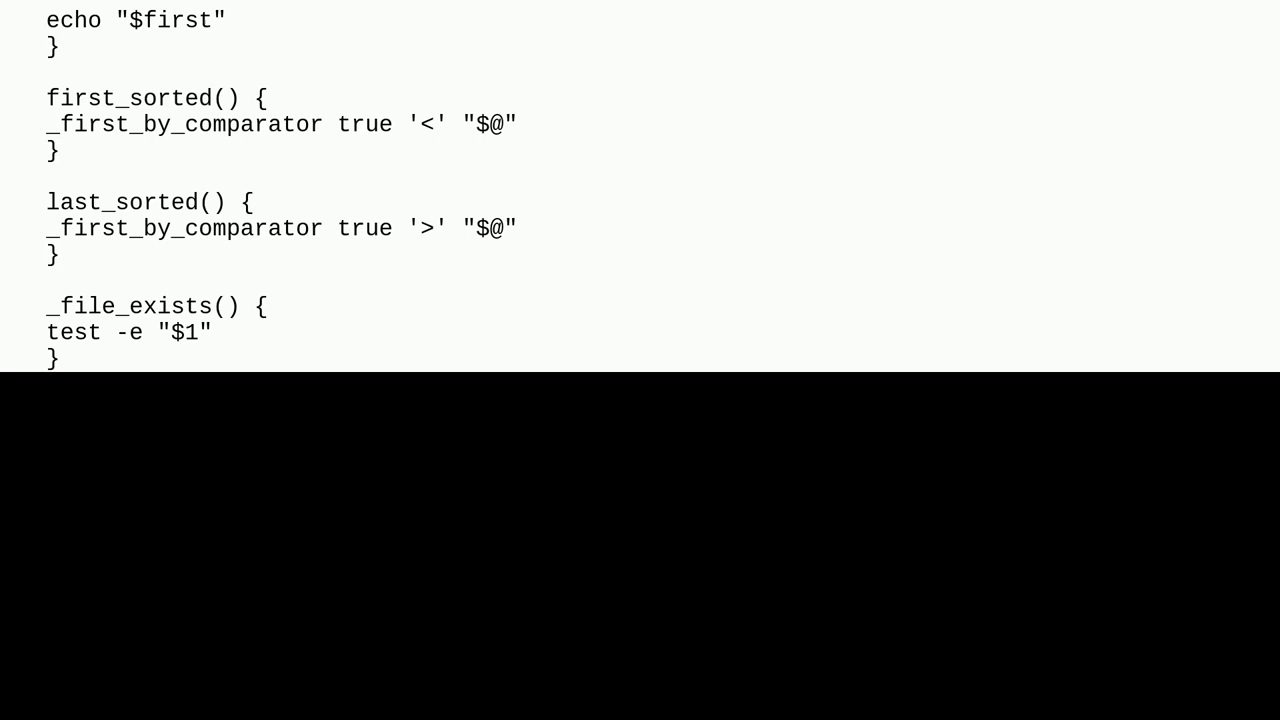 echo "$first"
}

first_sorted() {
_first_by_comparator true '<' "$@"
}

last_sorted() {
_first_by_comparator true '>' "$@"
}

_file_exists() {
test -e "$1"
}